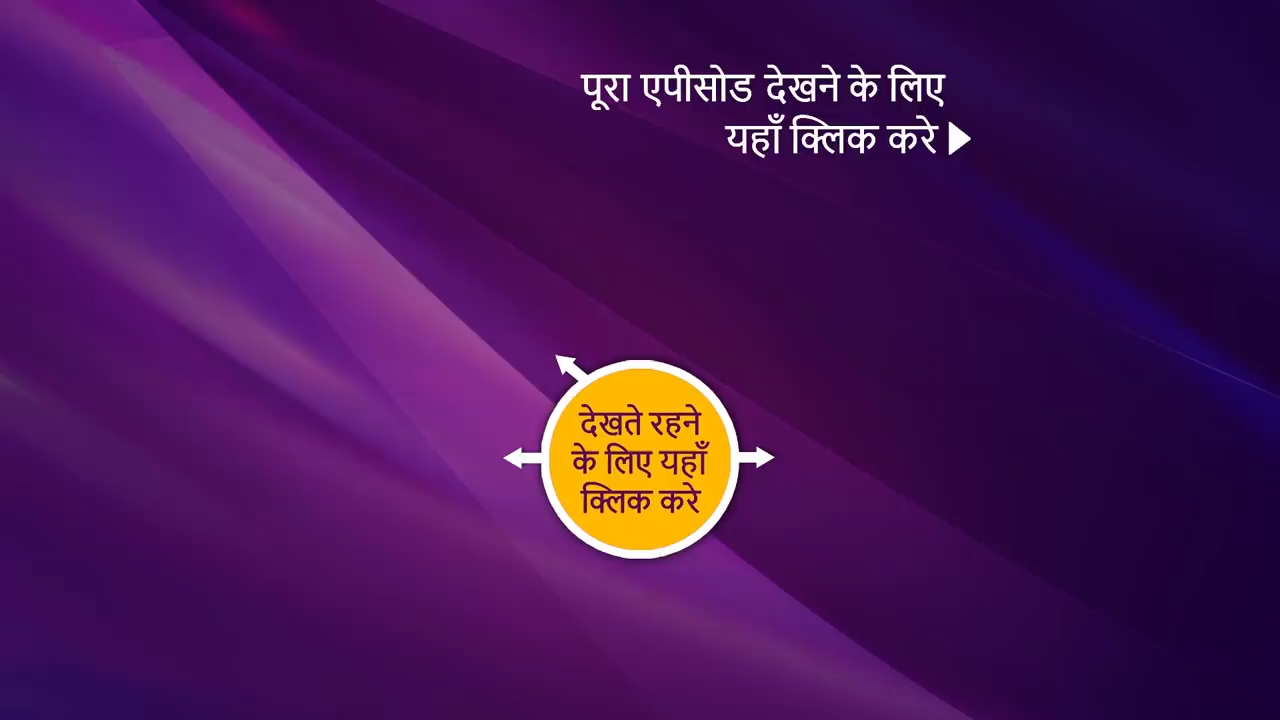 पूरा एपीसोड देखने के लिए
यहाँ क्लिक करे
देखते रहने
के लिए यहाँ
क्लिक करे